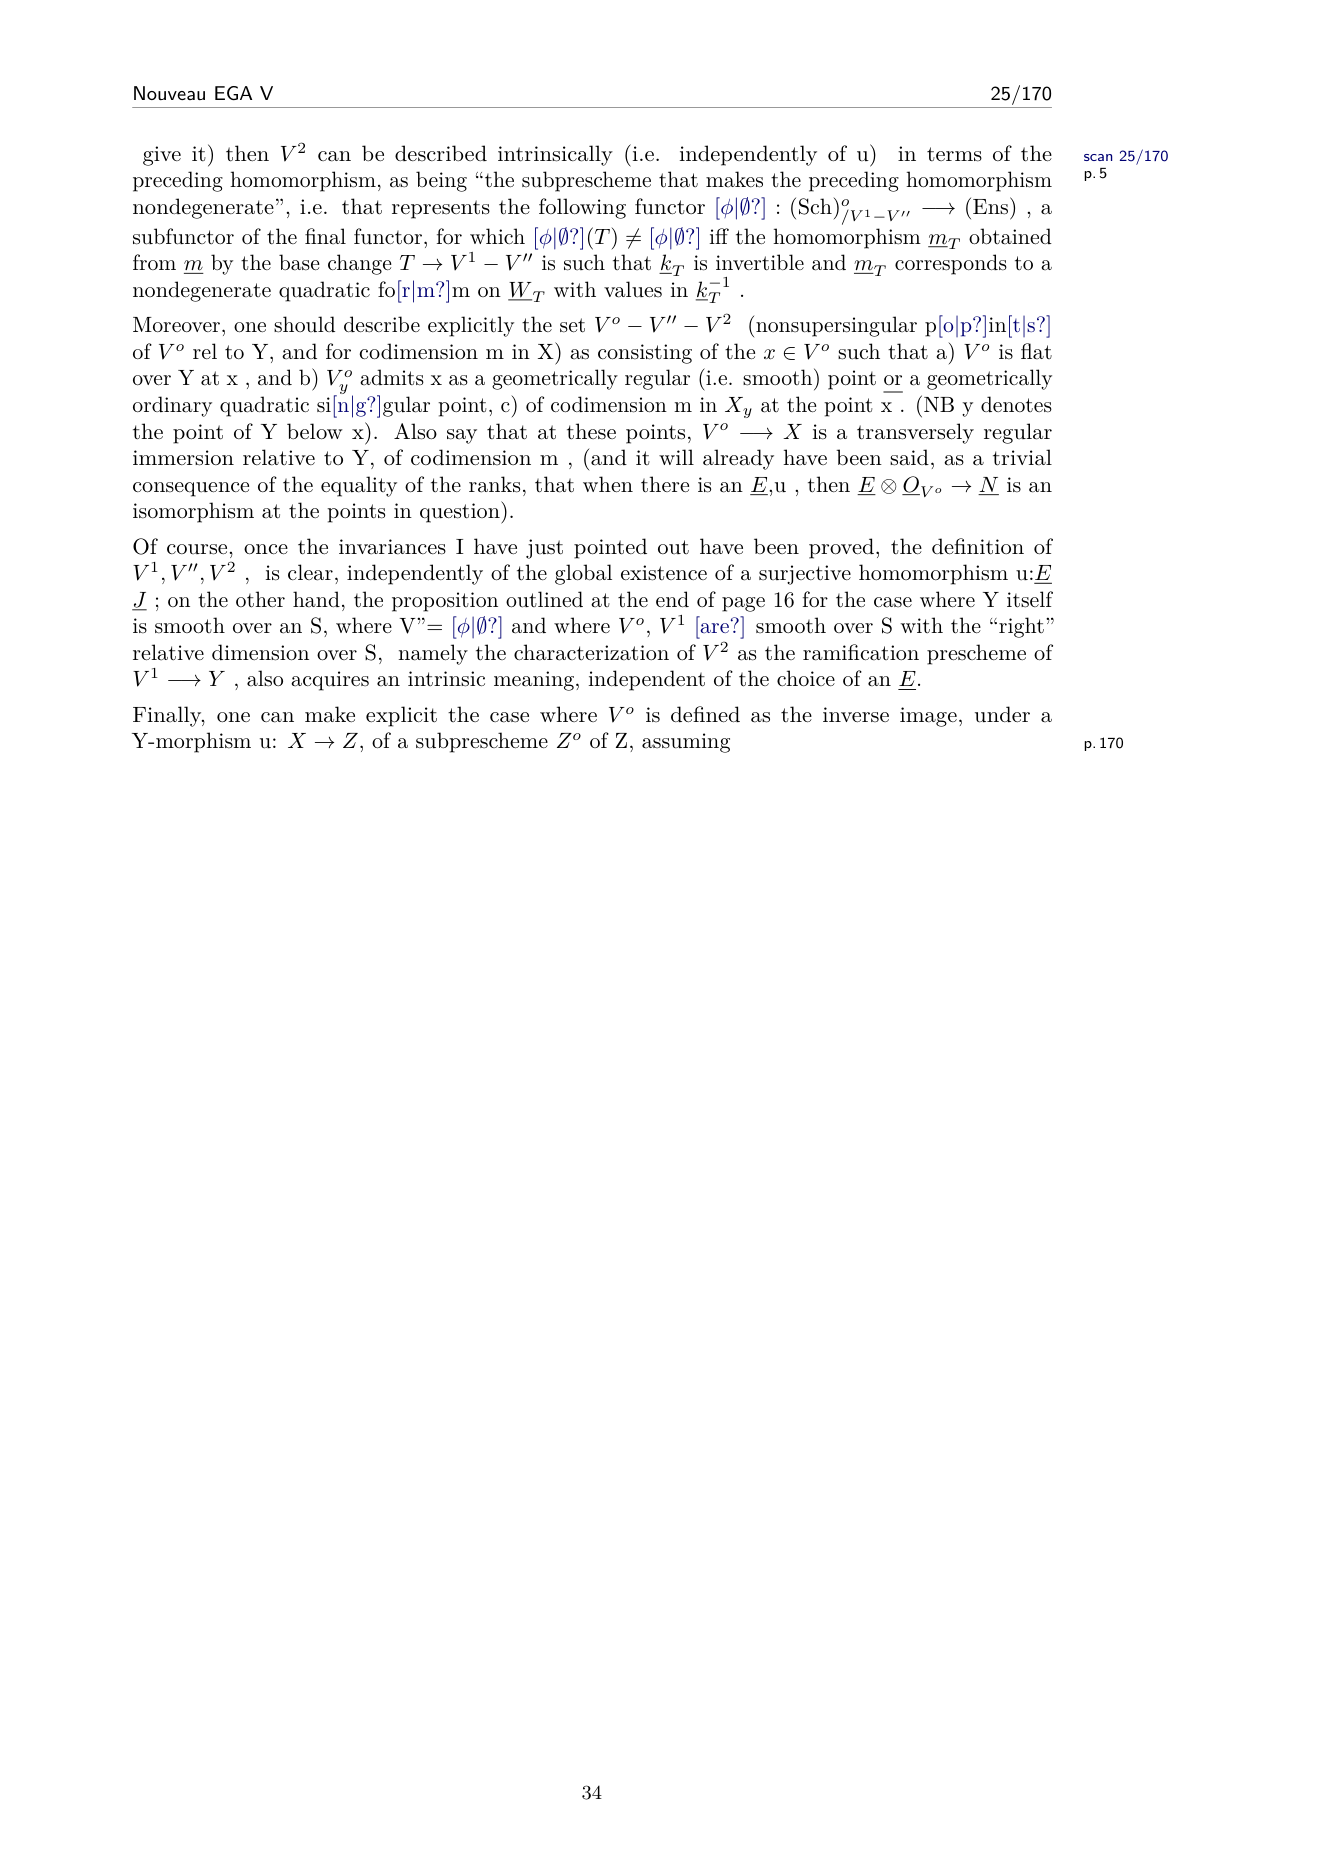 Nouveau EGA V 25/170
give it) then V² can be described intrinsically (i.e. independently of u) in terms of the scan 25/170
preceding homomorphism, as being “the subprescheme that makes the preceding homomorphism p. 5
nondegenerate”, i.e. that represents the following functor [ϕ|∅?] : (Sch)°_{/V¹−V′′} ⟶ (Ens) , a
subfunctor of the final functor, for which [ϕ|∅?](T) ≠ [ϕ|∅?] iff the homomorphism m_T obtained
from m by the base change T → V¹ − V′′ is such that k_T is invertible and m_T corresponds to a
nondegenerate quadratic fo[r|m?]m on W_T with values in k_T^{−1} .
Moreover, one should describe explicitly the set V° − V′′ − V² (nonsupersingular p[o|p?]in[t|s?]
of V° rel to Y, and for codimension m in X) as consisting of the x ∈ V° such that a) V° is flat
over Y at x , and b) V°_y admits x as a geometrically regular (i.e. smooth) point or a geometrically
ordinary quadratic si[n|g?]gular point, c) of codimension m in X_y at the point x . (NB y denotes
the point of Y below x). Also say that at these points, V° ⟶ X is a transversely regular
immersion relative to Y, of codimension m , (and it will already have been said, as a trivial
consequence of the equality of the ranks, that when there is an E,u , then E ⊗ O_{V°} → N is an
isomorphism at the points in question).
Of course, once the invariances I have just pointed out have been proved, the definition of
V¹, V′′, V² , is clear, independently of the global existence of a surjective homomorphism u:E
J ; on the other hand, the proposition outlined at the end of page 16 for the case where Y itself
is smooth over an S, where V”= [ϕ|∅?] and where V°, V¹ [are?] smooth over S with the “right”
relative dimension over S, namely the characterization of V² as the ramification prescheme of
V¹ ⟶ Y , also acquires an intrinsic meaning, independent of the choice of an E.
Finally, one can make explicit the case where V° is defined as the inverse image, under a
Y-morphism u: X → Z, of a subprescheme Z° of Z, assuming p. 170
34